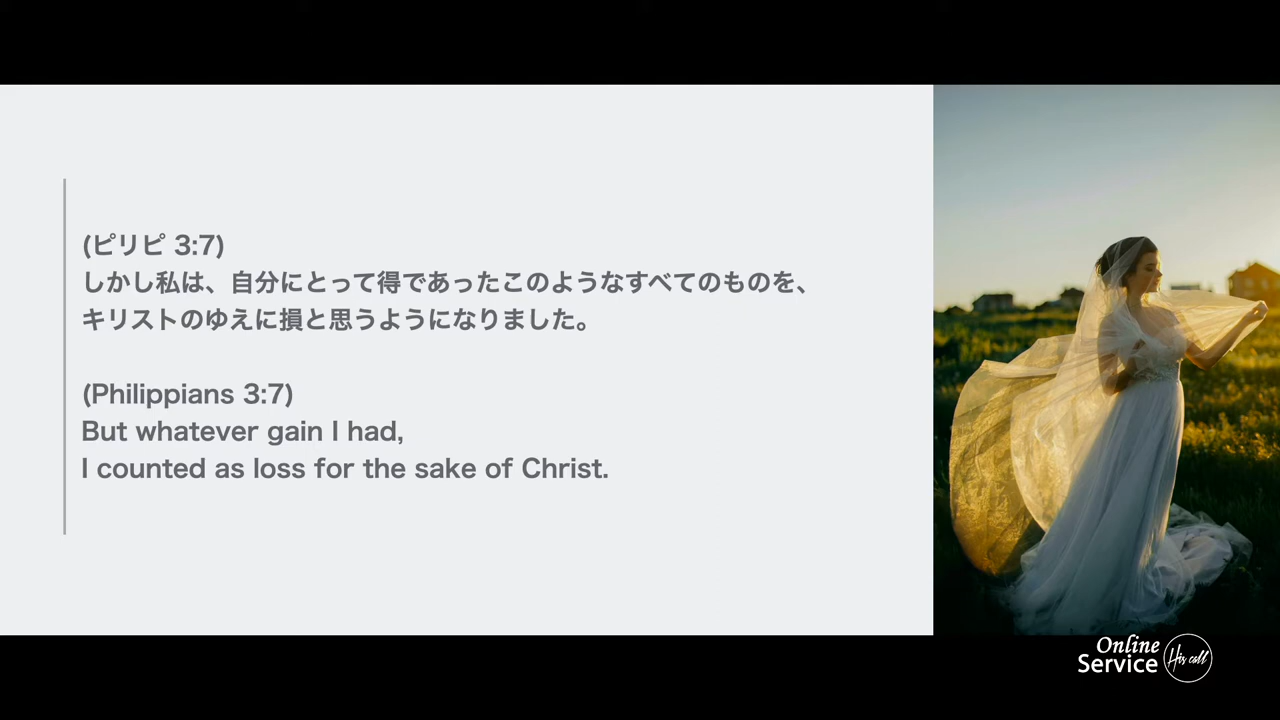 (ピリピ 3:7)
しかし私は、自分にとって得であったこのようなすべてのものを、
キリストのゆえに損と思うようになりました。
(Philippians 3:7)
But whatever gain I had,
I counted as loss for the sake of Christ.
Online
Service
His call